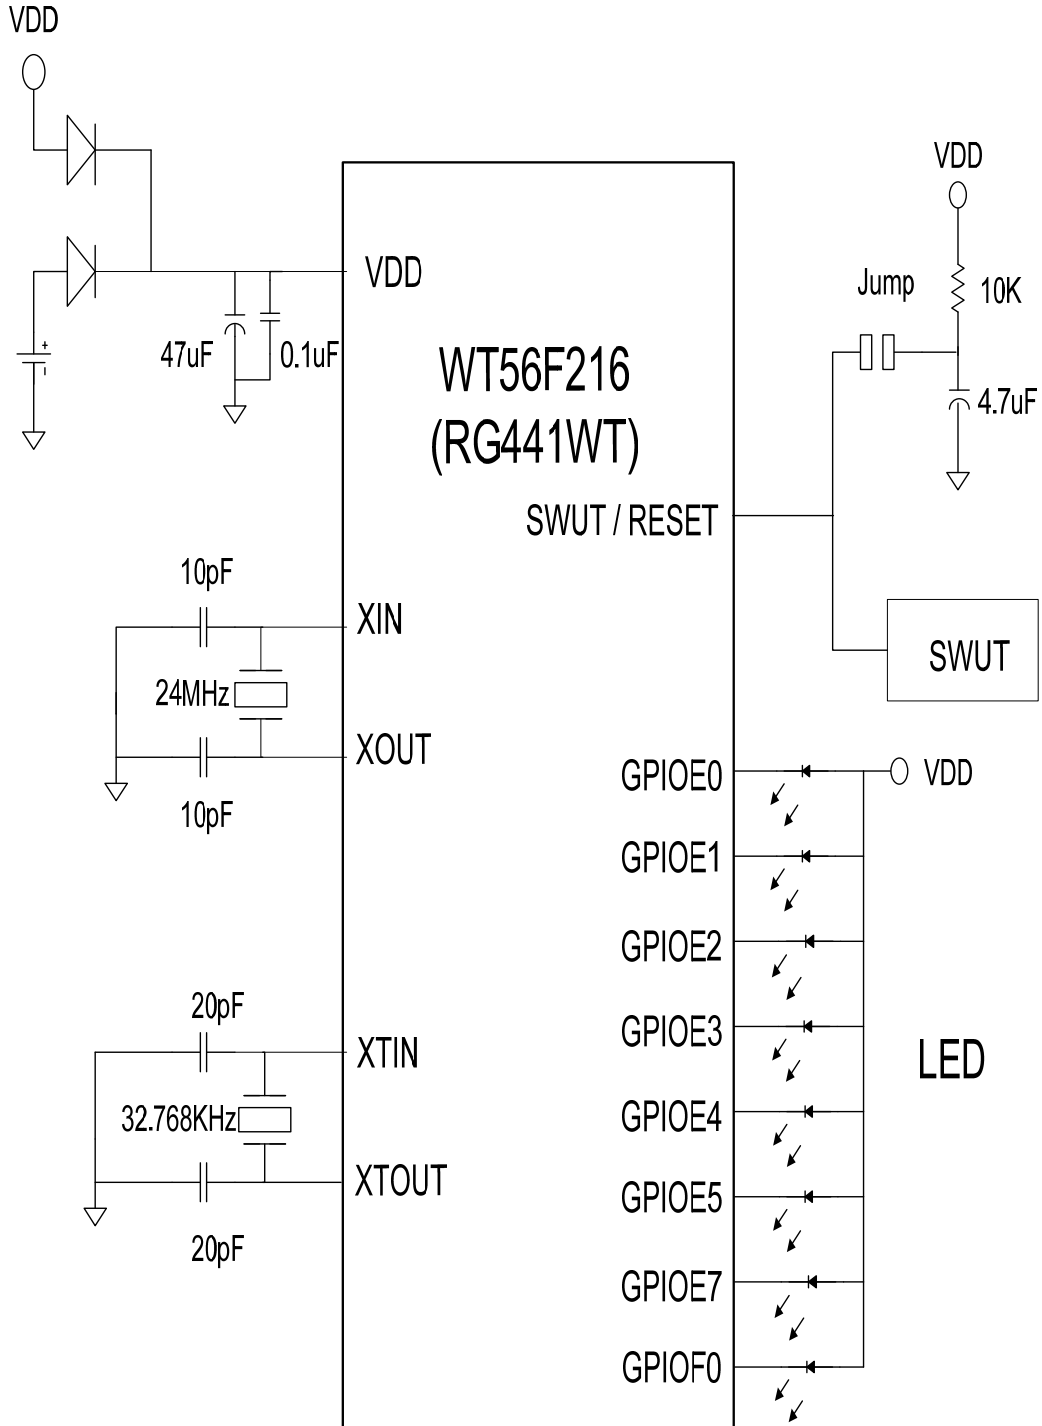 VDD
VDD
VDD
Jump
10K
47uF
0.1uF
WT56F216
(RG441WT)
4.7uF
SWUT / RESET
10pF
XIN
SWUT
24MHz
XOUT
GPIOE0
VDD
10pF
GPIOE1
GPIOE2
20pF
GPIOE3
XTIN
LED
32.768KHz
GPIOE4
XTOUT
GPIOE5
20pF
GPIOE7
GPIOF0